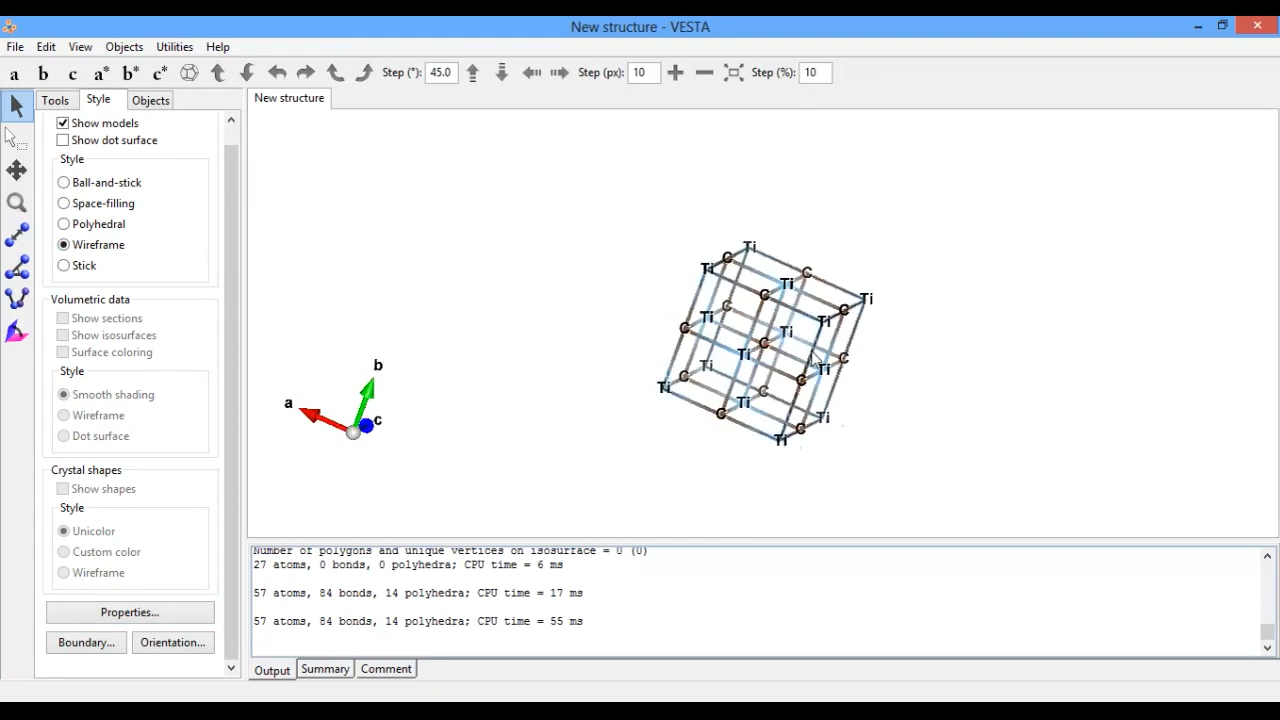 New structure - VESTA
File Edit View Objects Utilities Help
a b c a* b* c* Step (°): 45.0 Step (px): 10 Step (%): 10
Tools Style Objects
New structure
Show models
Show dot surface
Style
Ball-and-stick
Space-filling
Polyhedral
Wireframe
Stick
Volumetric data
Show sections
Show isosurfaces
Surface coloring
Style
Smooth shading
Wireframe
Dot surface
Crystal shapes
Show shapes
Style
Unicolor
Custom color
Wireframe
Properties...
Boundary... Orientation...
a
b
c
Ti
C
Ti
C
Ti
C
Ti
C
Ti
C
Ti
Ti
C
Ti
C
C
Ti
C
Ti
C
Ti
C
Ti
C
C
Ti
Ti
C
Ti
Number of polygons and unique vertices on isosurface = 0 (0)
27 atoms, 0 bonds, 0 polyhedra; CPU time = 6 ms
57 atoms, 84 bonds, 14 polyhedra; CPU time = 17 ms
57 atoms, 84 bonds, 14 polyhedra; CPU time = 55 ms
Output Summary Comment